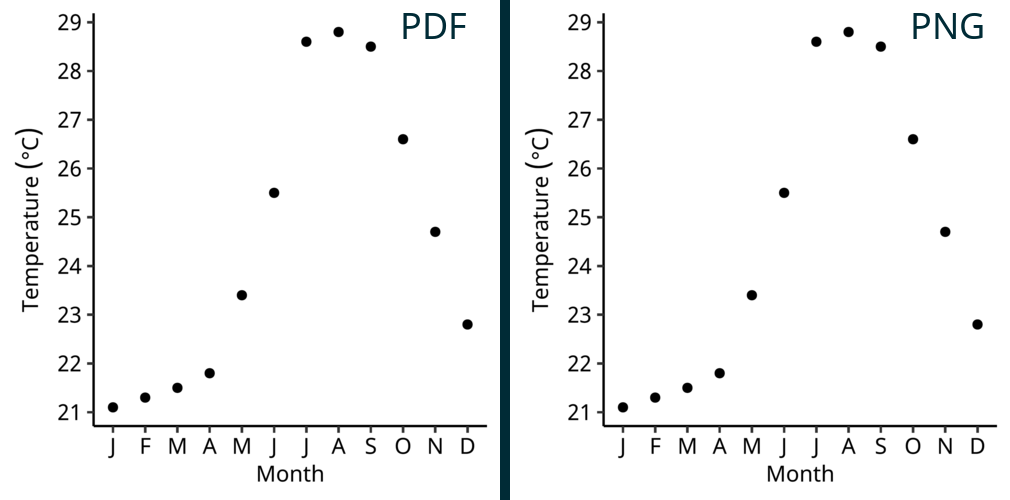 PDF
29
28
27
26
25
24
23
22
21
Temperature (°C)
J F M A M J J A S O N D
Month
PNG
29
28
27
26
25
24
23
22
21
Temperature (°C)
J F M A M J J A S O N D
Month